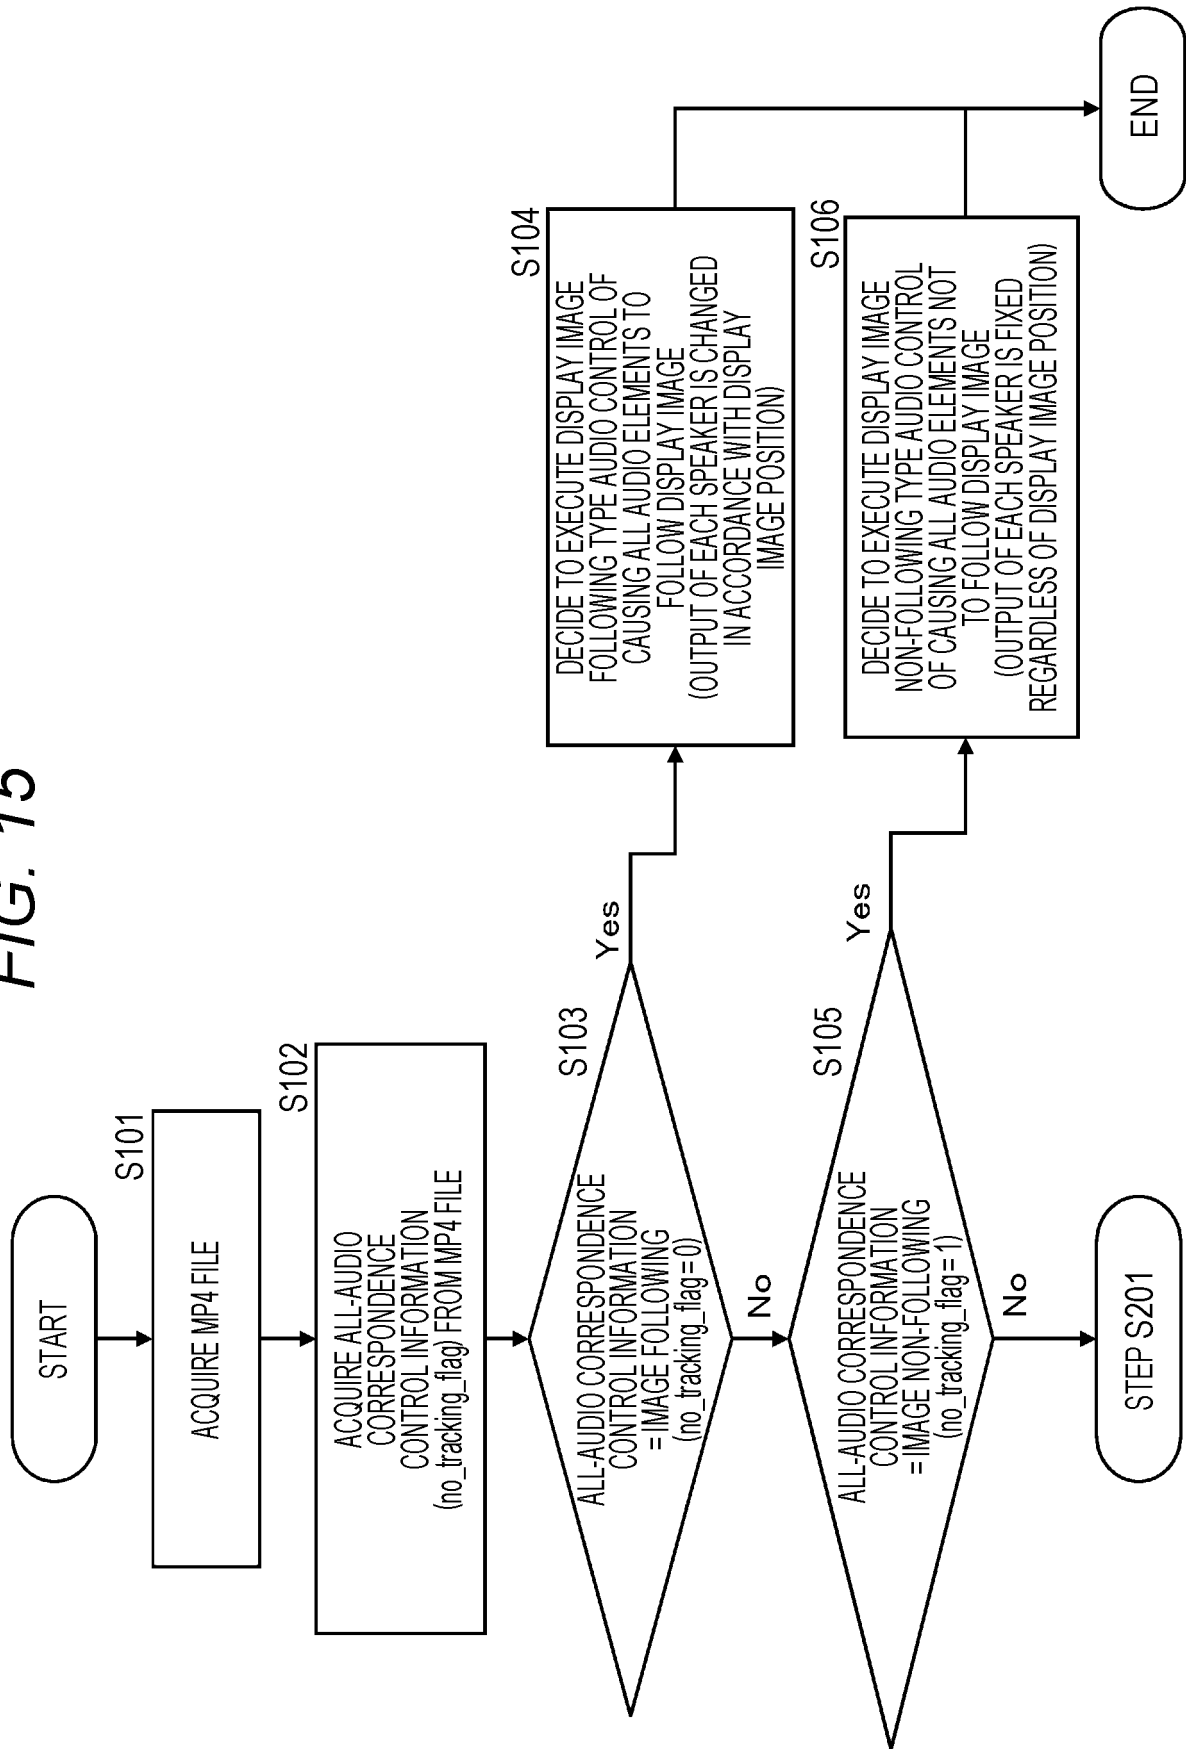 FIG. 15
START
S101
ACQUIRE MP4 FILE
S102
ACQUIRE ALL-AUDIO
CORRESPONDENCE
CONTROL INFORMATION
(no_tracking_flag) FROM MP4 FILE
S103
ALL-AUDIO CORRESPONDENCE
CONTROL INFORMATION
= IMAGE FOLLOWING
(no_tracking_flag = 0)
Yes
No
S104
DECIDE TO EXECUTE DISPLAY IMAGE
FOLLOWING TYPE AUDIO CONTROL OF
CAUSING ALL AUDIO ELEMENTS TO
FOLLOW DISPLAY IMAGE
(OUTPUT OF EACH SPEAKER IS CHANGED
IN ACCORDANCE WITH DISPLAY
IMAGE POSITION)
S105
ALL-AUDIO CORRESPONDENCE
CONTROL INFORMATION
= IMAGE NON-FOLLOWING
(no_tracking_flag = 1)
Yes
No
S106
DECIDE TO EXECUTE DISPLAY IMAGE
NON-FOLLOWING TYPE AUDIO CONTROL
OF CAUSING ALL AUDIO ELEMENTS NOT
TO FOLLOW DISPLAY IMAGE
(OUTPUT OF EACH SPEAKER IS FIXED
REGARDLESS OF DISPLAY IMAGE POSITION)
STEP S201
END